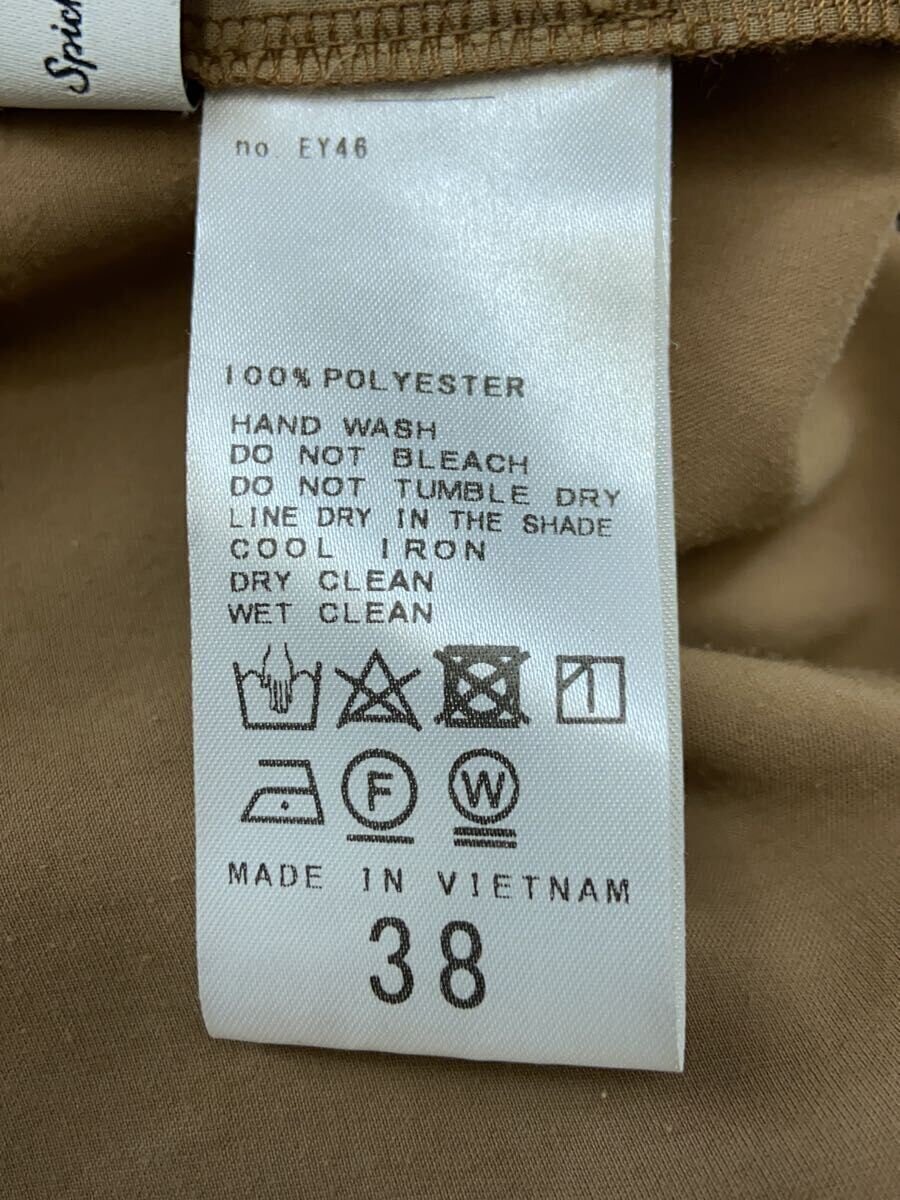 no. EY46
100% POLYESTER
HAND WASH
DO NOT BLEACH
DO NOT TUMBLE DRY
LINE DRY IN THE SHADE
COOL IRON
DRY CLEAN
WET CLEAN
F W
MADE IN VIETNAM
38